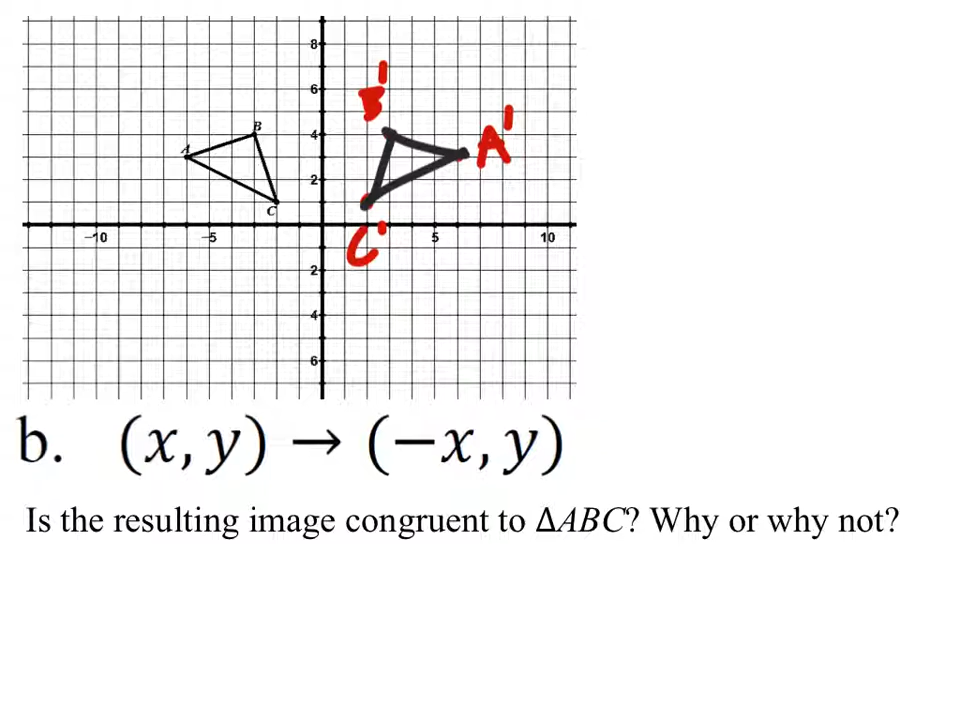 8
B'
6
B
4
A
A'
2
C
-10
-5
5
10
C'
2
4
6
b. (x, y) → (−x, y)
Is the resulting image congruent to ΔABC? Why or why not?